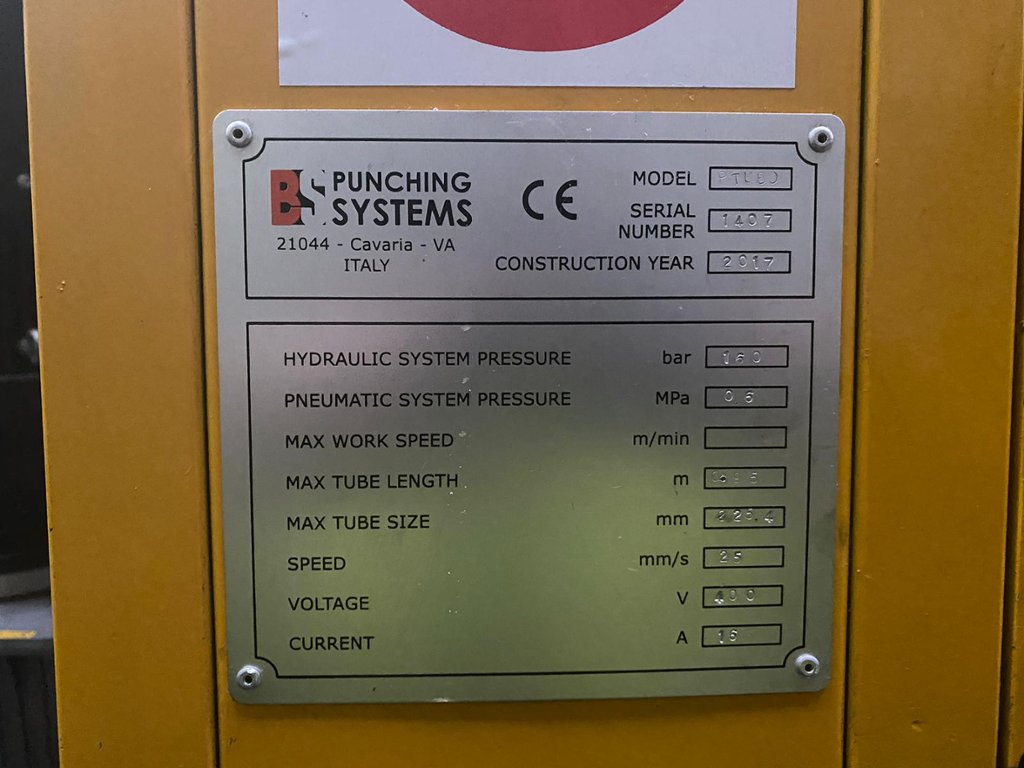 BS PUNCHING SYSTEMS
21044 - Cavaria - VA
ITALY
CE
MODEL
SERIAL NUMBER 1407
CONSTRUCTION YEAR 2017
HYDRAULIC SYSTEM PRESSURE bar 160
PNEUMATIC SYSTEM PRESSURE MPa 0.6
MAX WORK SPEED m/min
MAX TUBE LENGTH m
MAX TUBE SIZE mm
SPEED mm/s 25
VOLTAGE V 400
CURRENT A 16